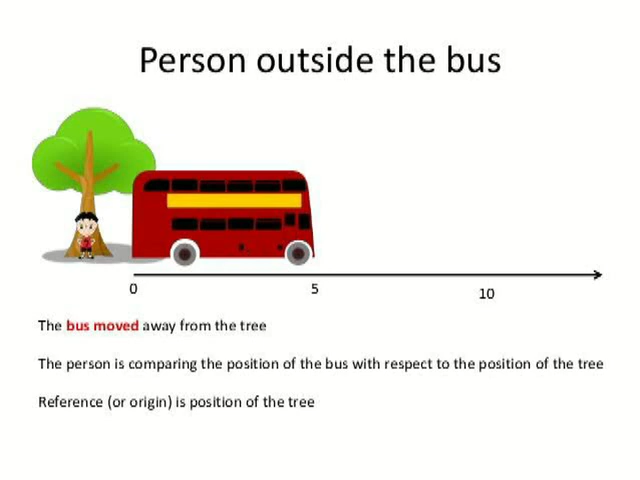 Person outside the bus
0 5 10
The bus moved away from the tree
The person is comparing the position of the bus with respect to the position of the tree
Reference (or origin) is position of the tree